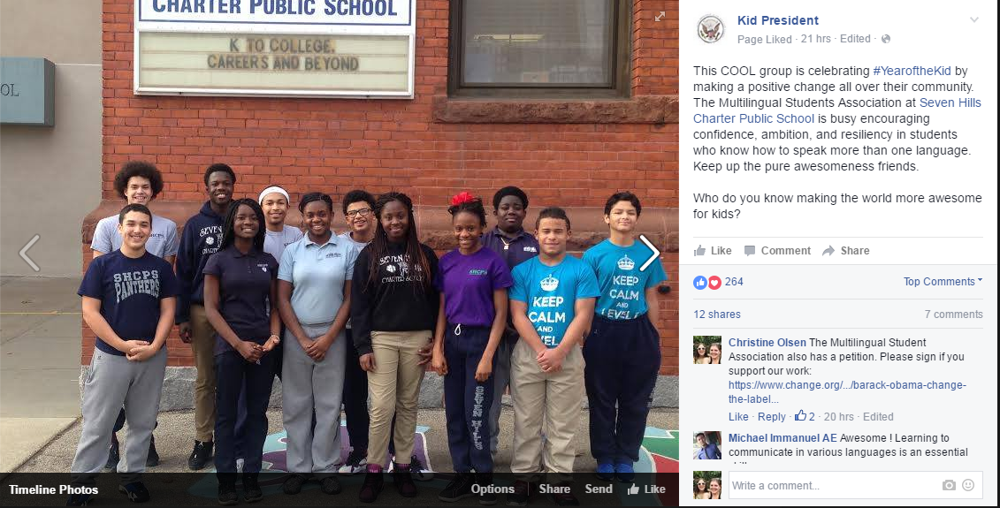 CHARTER PUBLIC SCHOOL
K TO COLLEGE.
CAREERS AND BEYOND
OL
SHCPS
PANTHERS
SEVEN
CHARTER SCHOOL
SHCPS
KEEP
CALM
AND
LEVEL
KEEP
CALM
AND
LEVEL
SEVEN HILLS
Timeline Photos
Options
Share
Send
Like
Kid President
Page Liked · 21 hrs · Edited ·
This COOL group is celebrating #YearoftheKid by
making a positive change all over their community.
The Multilingual Students Association at Seven Hills
Charter Public School is busy encouraging
confidence, ambition, and resiliency in students
who know how to speak more than one language.
Keep up the pure awesomeness friends.
Who do you know making the world more awesome
for kids?
Like Comment Share
264 Top Comments
12 shares 7 comments
Christine Olsen The Multilingual Student
Association also has a petition. Please sign if you
support our work:
https://www.change.org/.../barack-obama-change-
the-label...
Like · Reply · 2 · 20 hrs · Edited
Michael Immanuel AE Awesome ! Learning to
communicate in various languages is an essential
Write a comment...